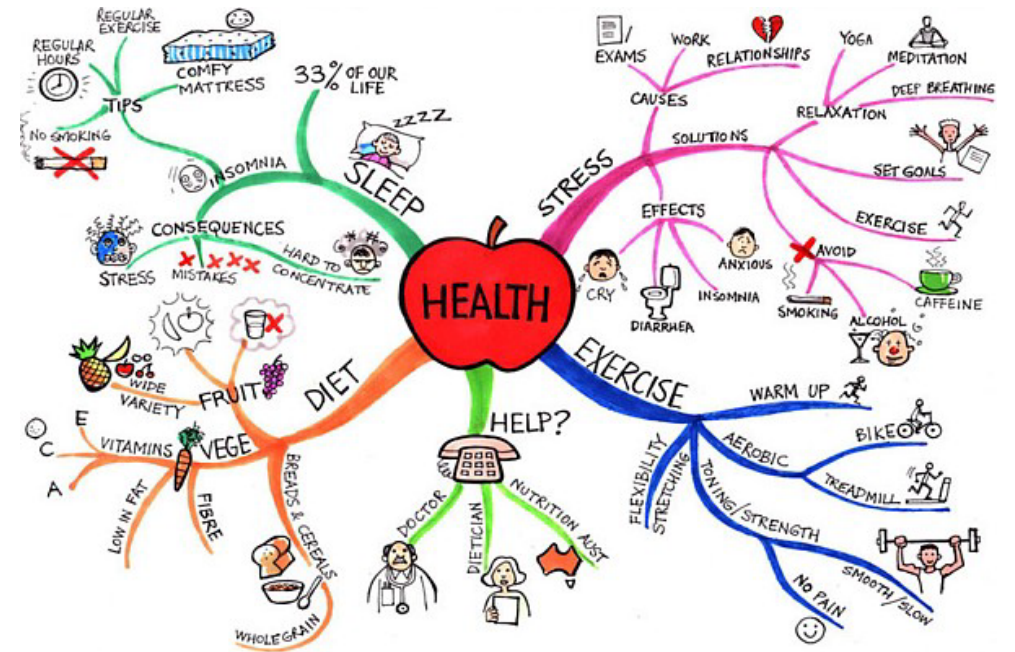 HEALTH
SLEEP
33% OF OUR
LIFE
ZZZZ
INSOMNIA
TIPS
REGULAR
EXERCISE
REGULAR
HOURS
COMFY
MATTRESS
NO SMOKING
CONSEQUENCES
STRESS
MISTAKES
HARD TO
CONCENTRATE
STRESS
CAUSES
EXAMS
WORK
RELATIONSHIPS
SOLUTIONS
RELAXATION
YOGA
MEDITATION
DEEP BREATHING
SET GOALS
EXERCISE
AVOID
SMOKING
ALCOHOL
CAFFEINE
EFFECTS
CRY
DIARRHEA
INSOMNIA
ANXIOUS
DIET
FRUIT
WIDE
VARIETY
VEGE
VITAMINS
E
C
A
LOW IN FAT
FIBRE
BREADS & CEREALS
WHOLEGRAIN
HELP?
DOCTOR
DIETICIAN
NUTRITION AUST
EXERCISE
WARM UP
AEROBIC
BIKE
TREADMILL
TONING/STRENGTH
SMOOTH/SLOW
NO PAIN
FLEXIBILITY
STRETCHING